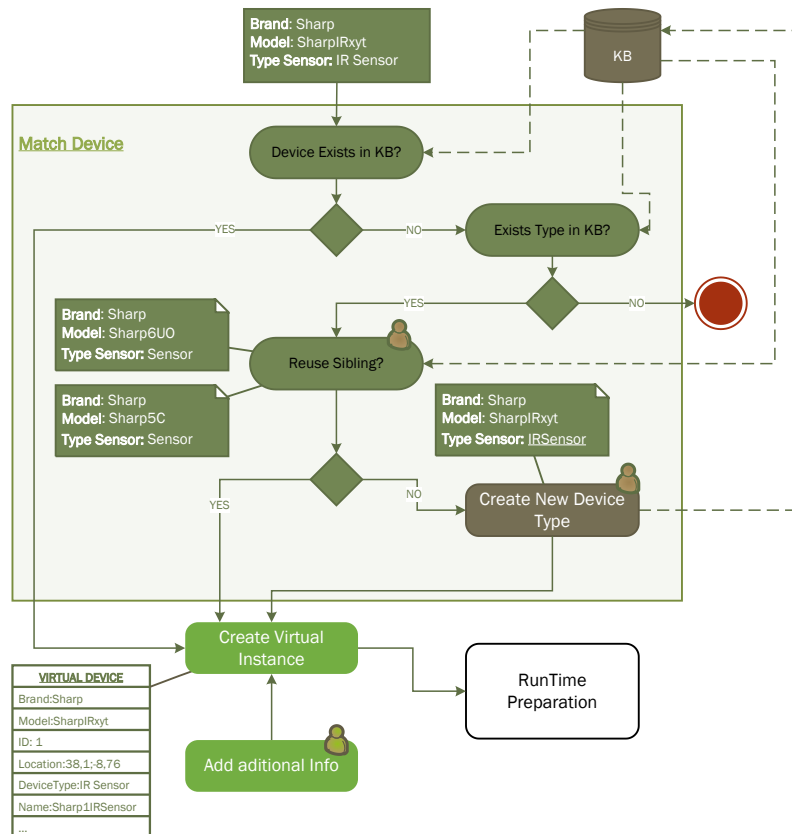 Brand: Sharp
Model: SharpIRxyt
Type Sensor: IR Sensor
KB
Match Device
Device Exists in KB?
YES
NO
Exists Type in KB?
YES
NO
Brand: Sharp
Model: Sharp6UO
Type Sensor: Sensor
Reuse Sibling?
Brand: Sharp
Model: Sharp5C
Type Sensor: Sensor
Brand: Sharp
Model: SharpIRxyt
Type Sensor: IRSensor
YES
NO
Create New Device
Type
Create Virtual
Instance
RunTime
Preparation
VIRTUAL DEVICE
Brand:Sharp
Model:SharpIRxyt
ID: 1
Location:38,1;-8,76
DeviceType:IR Sensor
Name:Sharp1IRSensor
...
Add aditional Info